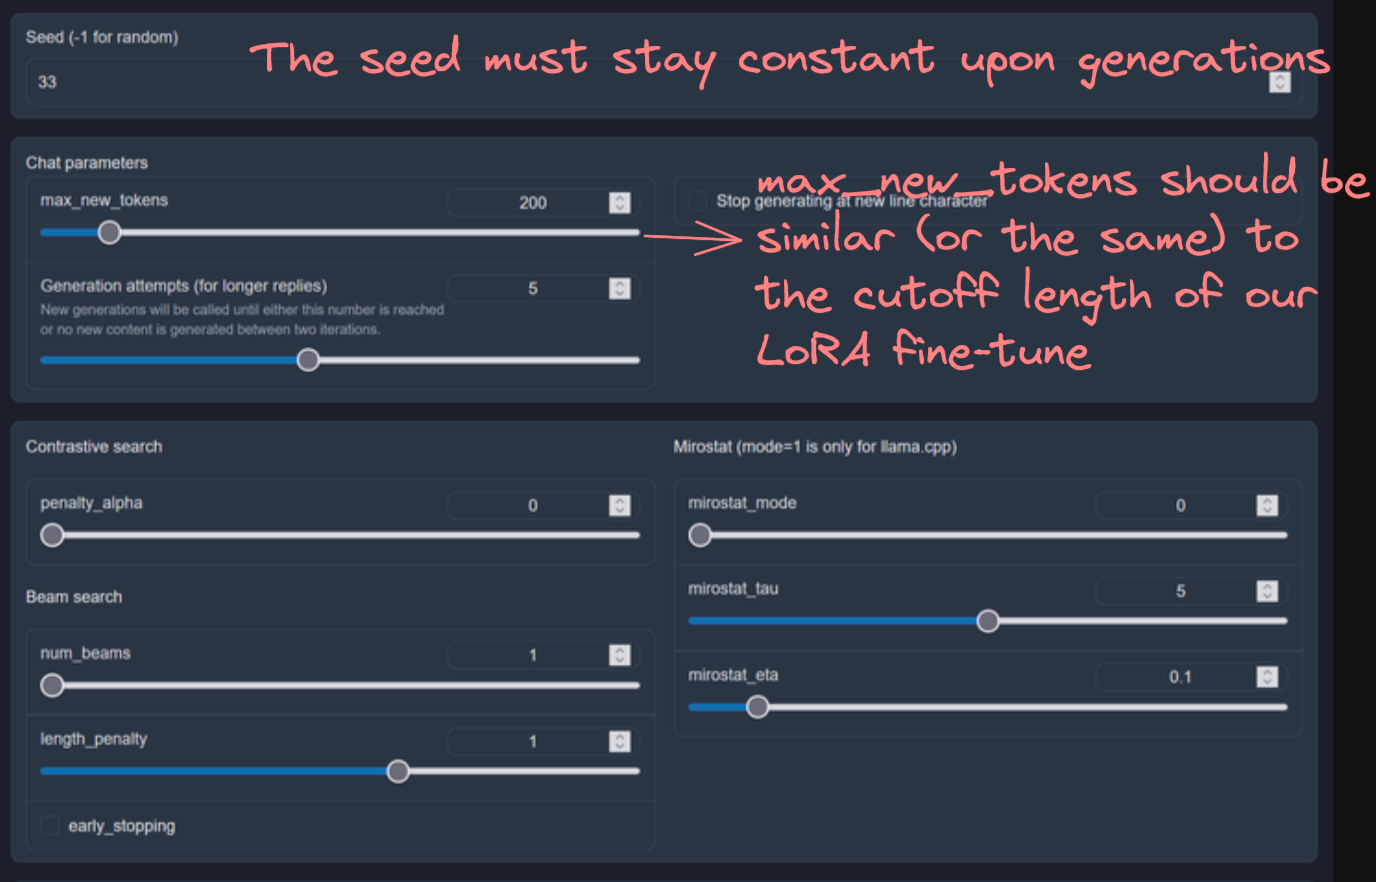 Seed (-1 for random)
The seed must stay constant upon generations
33
Chat parameters
max_new_tokens
200
Stop generating at new line character
max_new_tokens should be
similar (or the same) to
the cutoff length of our
LoRA fine-tune
Generation attempts (for longer replies)
5
New generations will be called until either this number is reached
or no new content is generated between two iterations.
Contrastive search
penalty_alpha
0
Beam search
num_beams
1
length_penalty
1
early_stopping
Mirostat (mode=1 is only for llama.cpp)
mirostat_mode
0
mirostat_tau
5
mirostat_eta
0.1